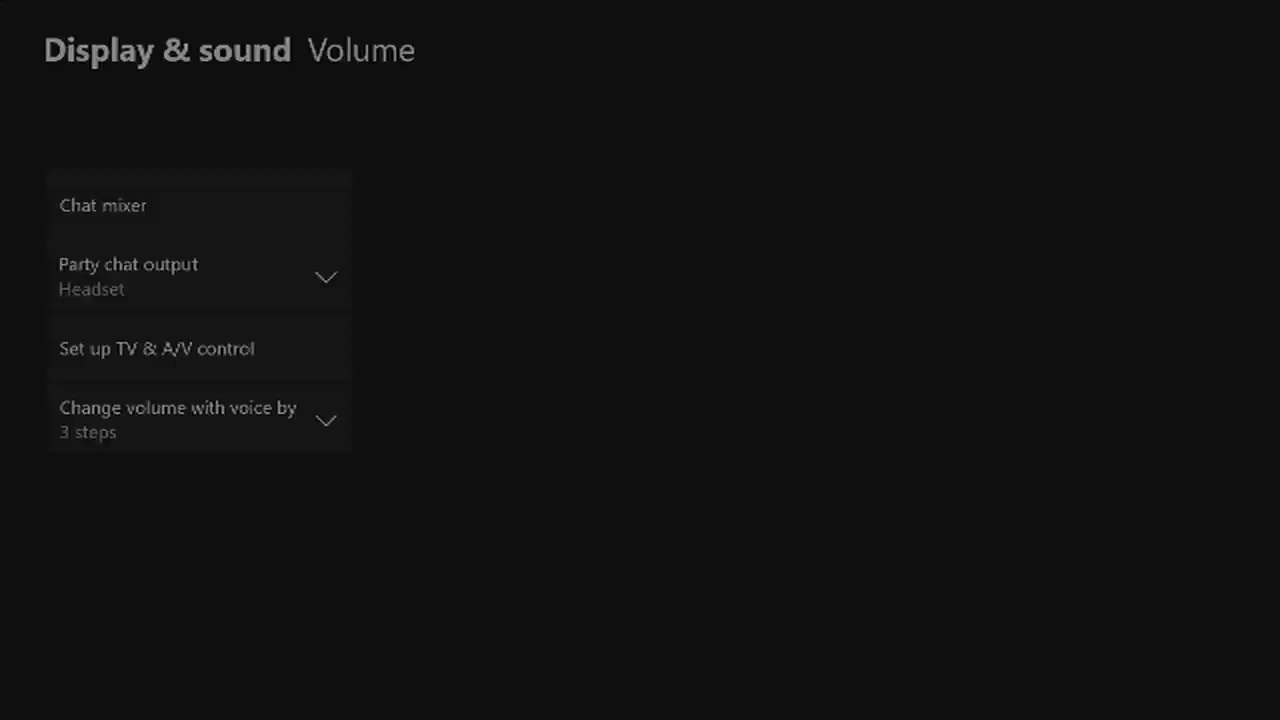 Display & sound Volume
Chat mixer
Party chat output
Headset
Set up TV & A/V control
Change volume with voice by
3 steps